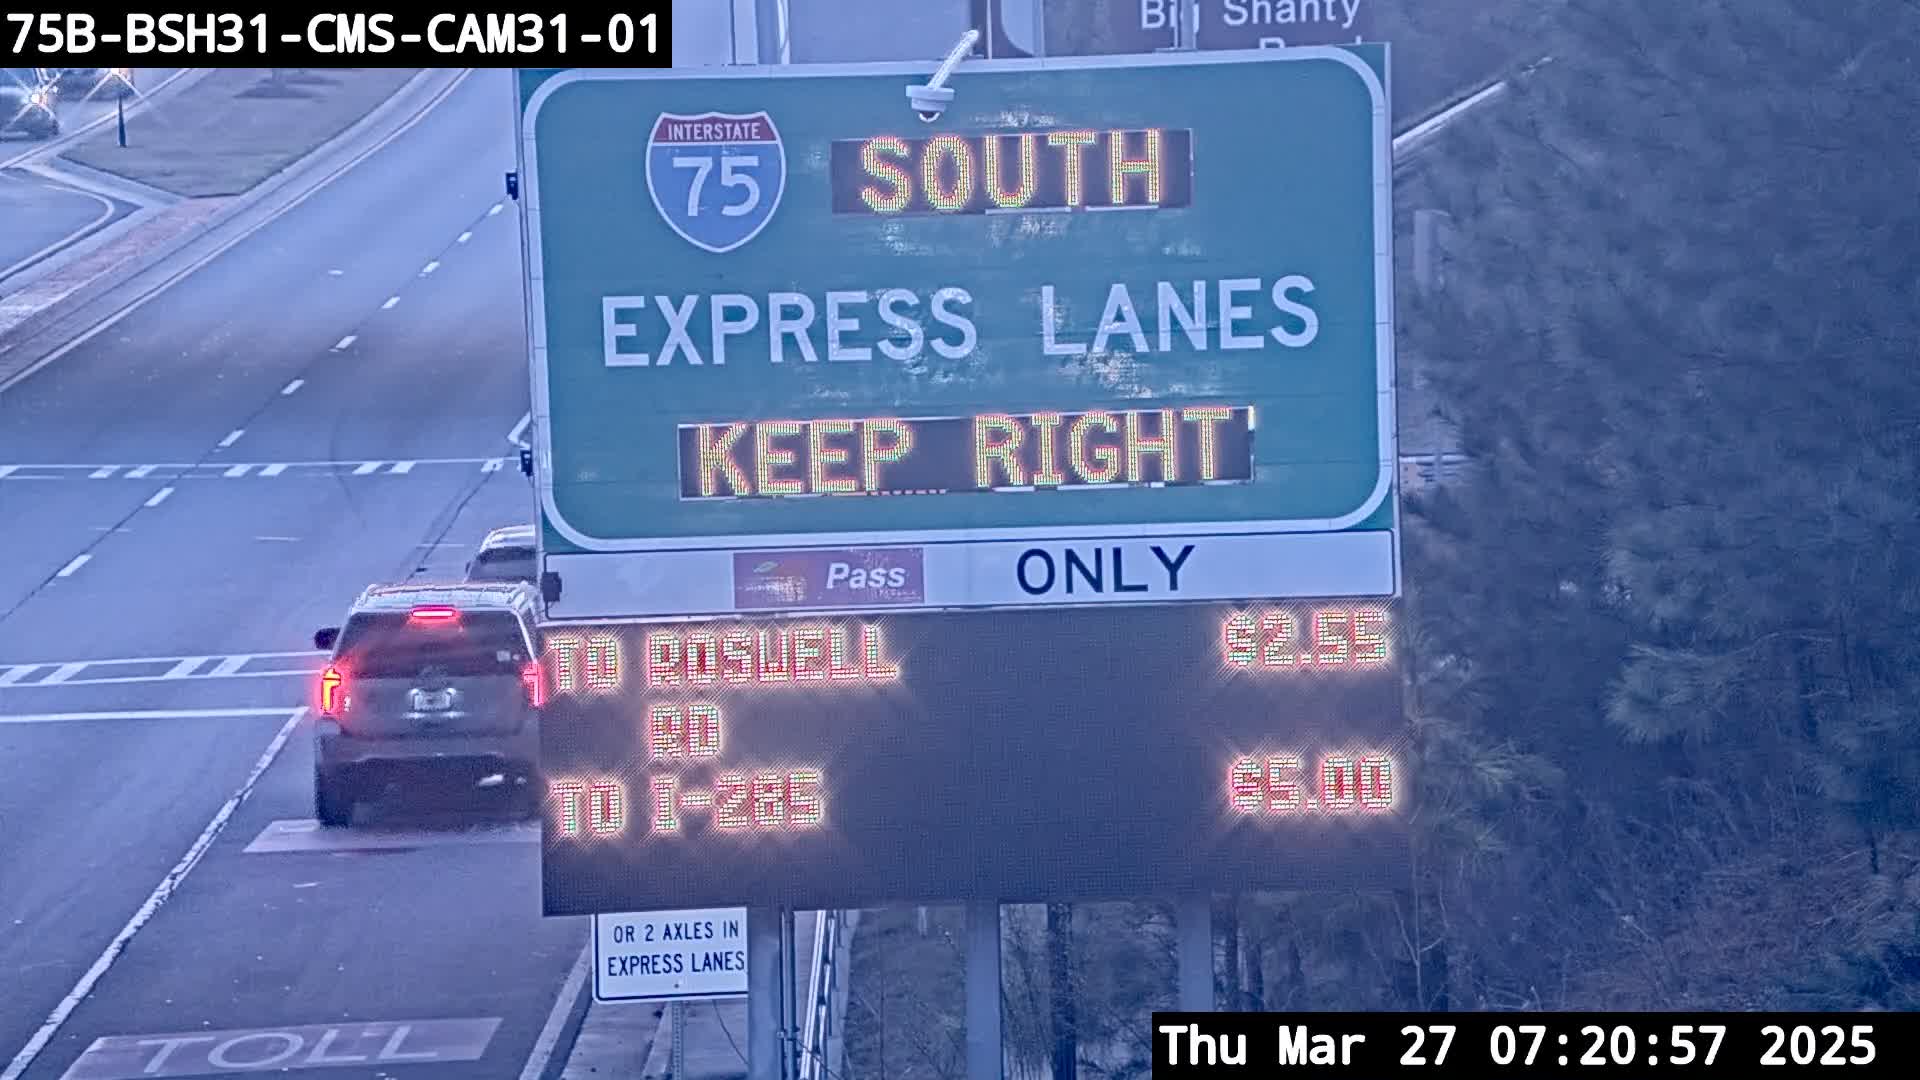 75B-BSH31-CMS-CAM31-01
Big Shanty
INTERSTATE
75
SOUTH
EXPRESS LANES
KEEP RIGHT
Pass ONLY
TO ROSWELL $2.55
RD
TO I-285 $5.00
OR 2 AXLES IN
EXPRESS LANES
TOLL
Thu Mar 27 07:20:57 2025